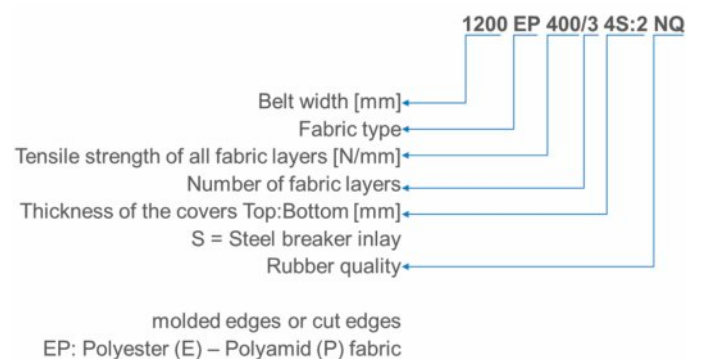 1200 EP 400/3 4S:2 NQ
Belt width [mm]
Fabric type
Tensile strength of all fabric layers [N/mm]
Number of fabric layers
Thickness of the covers Top:Bottom [mm]
S = Steel breaker inlay
Rubber quality
molded edges or cut edges
EP: Polyester (E) – Polyamid (P) fabric